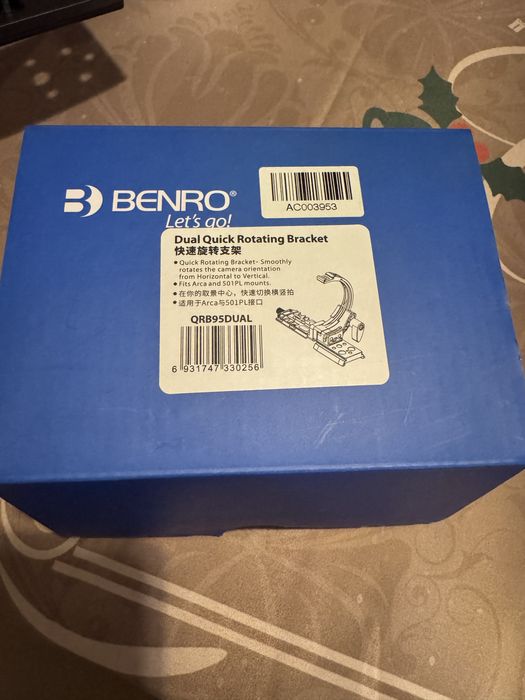 BENRO®
Let's go!
AC003953
Dual Quick Rotating Bracket
快速旋转支架
• Quick Rotating Bracket- Smoothly
rotates the camera orientation
from Horizontal to Vertical.
• Fits Arca and 501PL mounts.
• 在你的取景中心，快速切换横竖拍
• 适用于Arca与501PL接口
QRB95DUAL
6 931747 330256